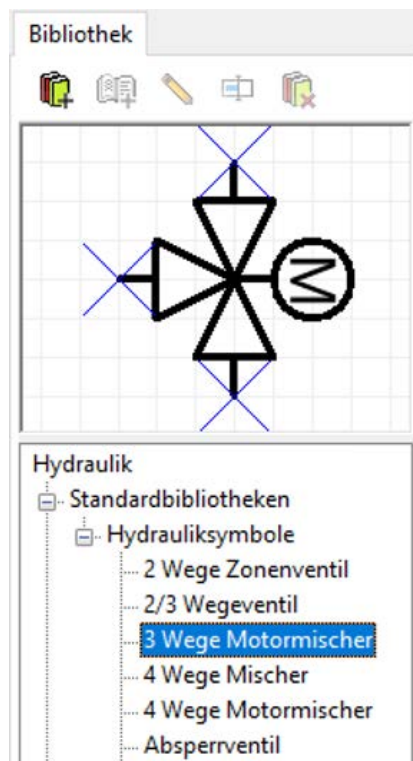 Bibliothek
M
Hydraulik
Standardbibliotheken
Hydrauliksymbole
2 Wege Zonenventil
2/3 Wegeventil
3 Wege Motormischer
4 Wege Mischer
4 Wege Motormischer
Absperrventil